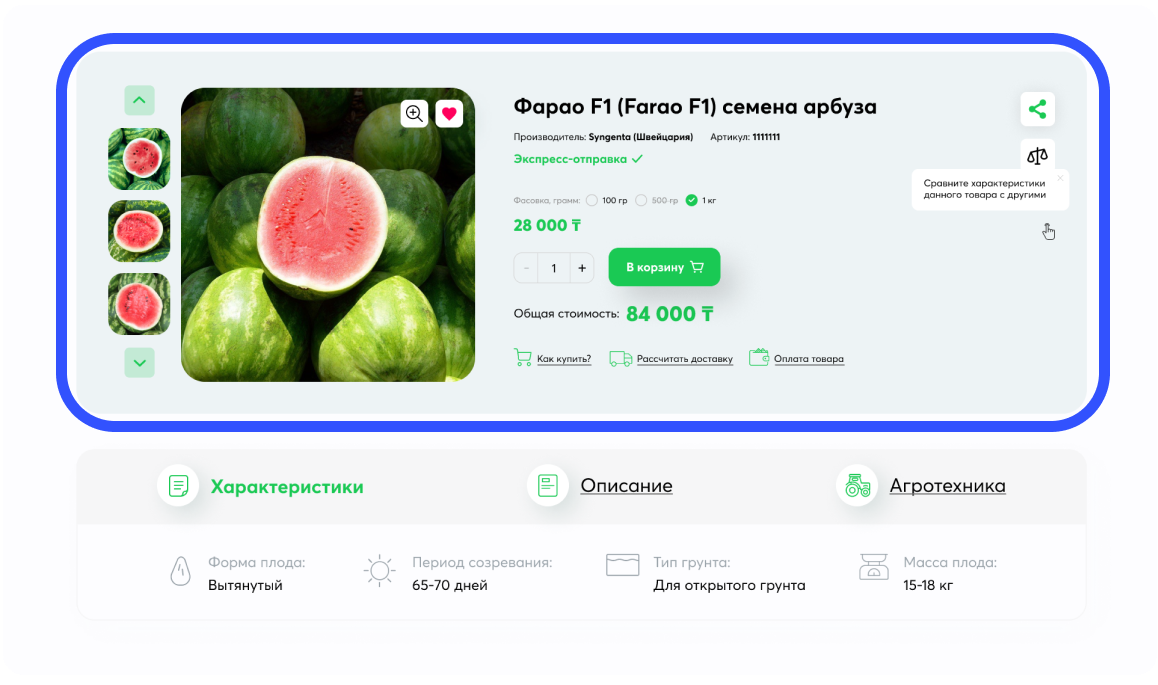 Фарао F1 (Farao F1) семена арбуза
Производитель: Syngenta (Швейцария) Артикул: 1111111
Экспресс-отправка
Сравните характеристики
данного товара с другими
Фасовка, грамм: 100 гр 500 гр 1 кг
28 000 ₸
- 1 + В корзину
Общая стоимость: 84 000 ₸
Как купить? Рассчитать доставку Оплата товара
Характеристики Описание Агротехника
Форма плода: Период созревания: Тип грунта: Масса плода:
Вытянутый 65-70 дней Для открытого грунта 15-18 кг